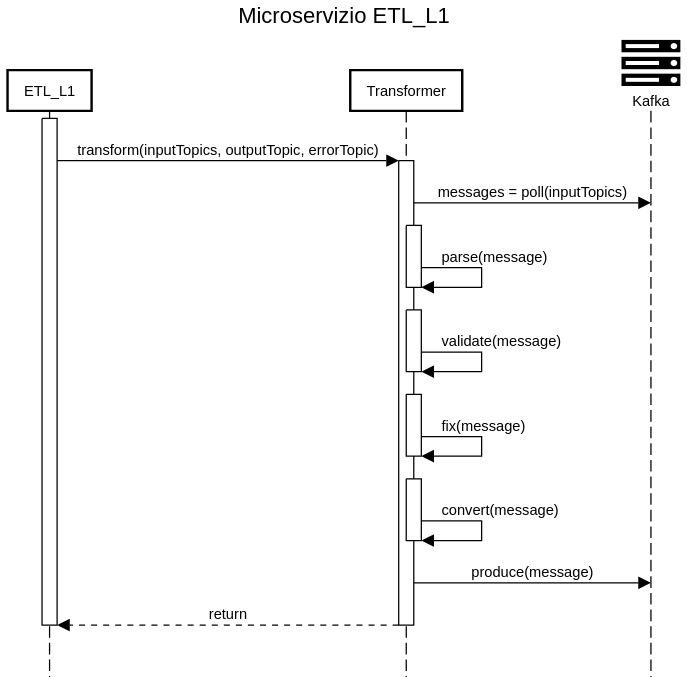 Microservizio ETL_L1
ETL_L1
Transformer
Kafka
transform(inputTopics, outputTopic, errorTopic)
messages = poll(inputTopics)
parse(message)
validate(message)
fix(message)
convert(message)
produce(message)
return